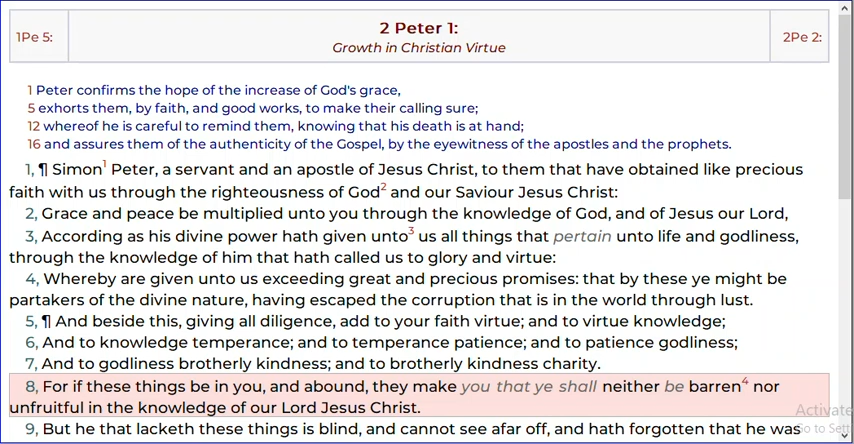 1Pe 5:
2 Peter 1:
Growth in Christian Virtue
2Pe 2:
1 Peter confirms the hope of the increase of God's grace,
5 exhorts them, by faith, and good works, to make their calling sure;
12 whereof he is careful to remind them, knowing that his death is at hand;
16 and assures them of the authenticity of the Gospel, by the eyewitness of the apostles and the prophets.
1, ¶ Simon1 Peter, a servant and an apostle of Jesus Christ, to them that have obtained like precious
faith with us through the righteousness of God2 and our Saviour Jesus Christ:
2, Grace and peace be multiplied unto you through the knowledge of God, and of Jesus our Lord,
3, According as his divine power hath given unto3 us all things that pertain unto life and godliness,
through the knowledge of him that hath called us to glory and virtue:
4, Whereby are given unto us exceeding great and precious promises: that by these ye might be
partakers of the divine nature, having escaped the corruption that is in the world through lust.
5, ¶ And beside this, giving all diligence, add to your faith virtue; and to virtue knowledge;
6, And to knowledge temperance; and to temperance patience; and to patience godliness;
7, And to godliness brotherly kindness; and to brotherly kindness charity.
8, For if these things be in you, and abound, they make you that ye shall neither be barren4 nor
unfruitful in the knowledge of our Lord Jesus Christ.
Activate
9, But he that lacketh these things is blind, and cannot see afar off, and hath forgotten that he was
Go to Sett